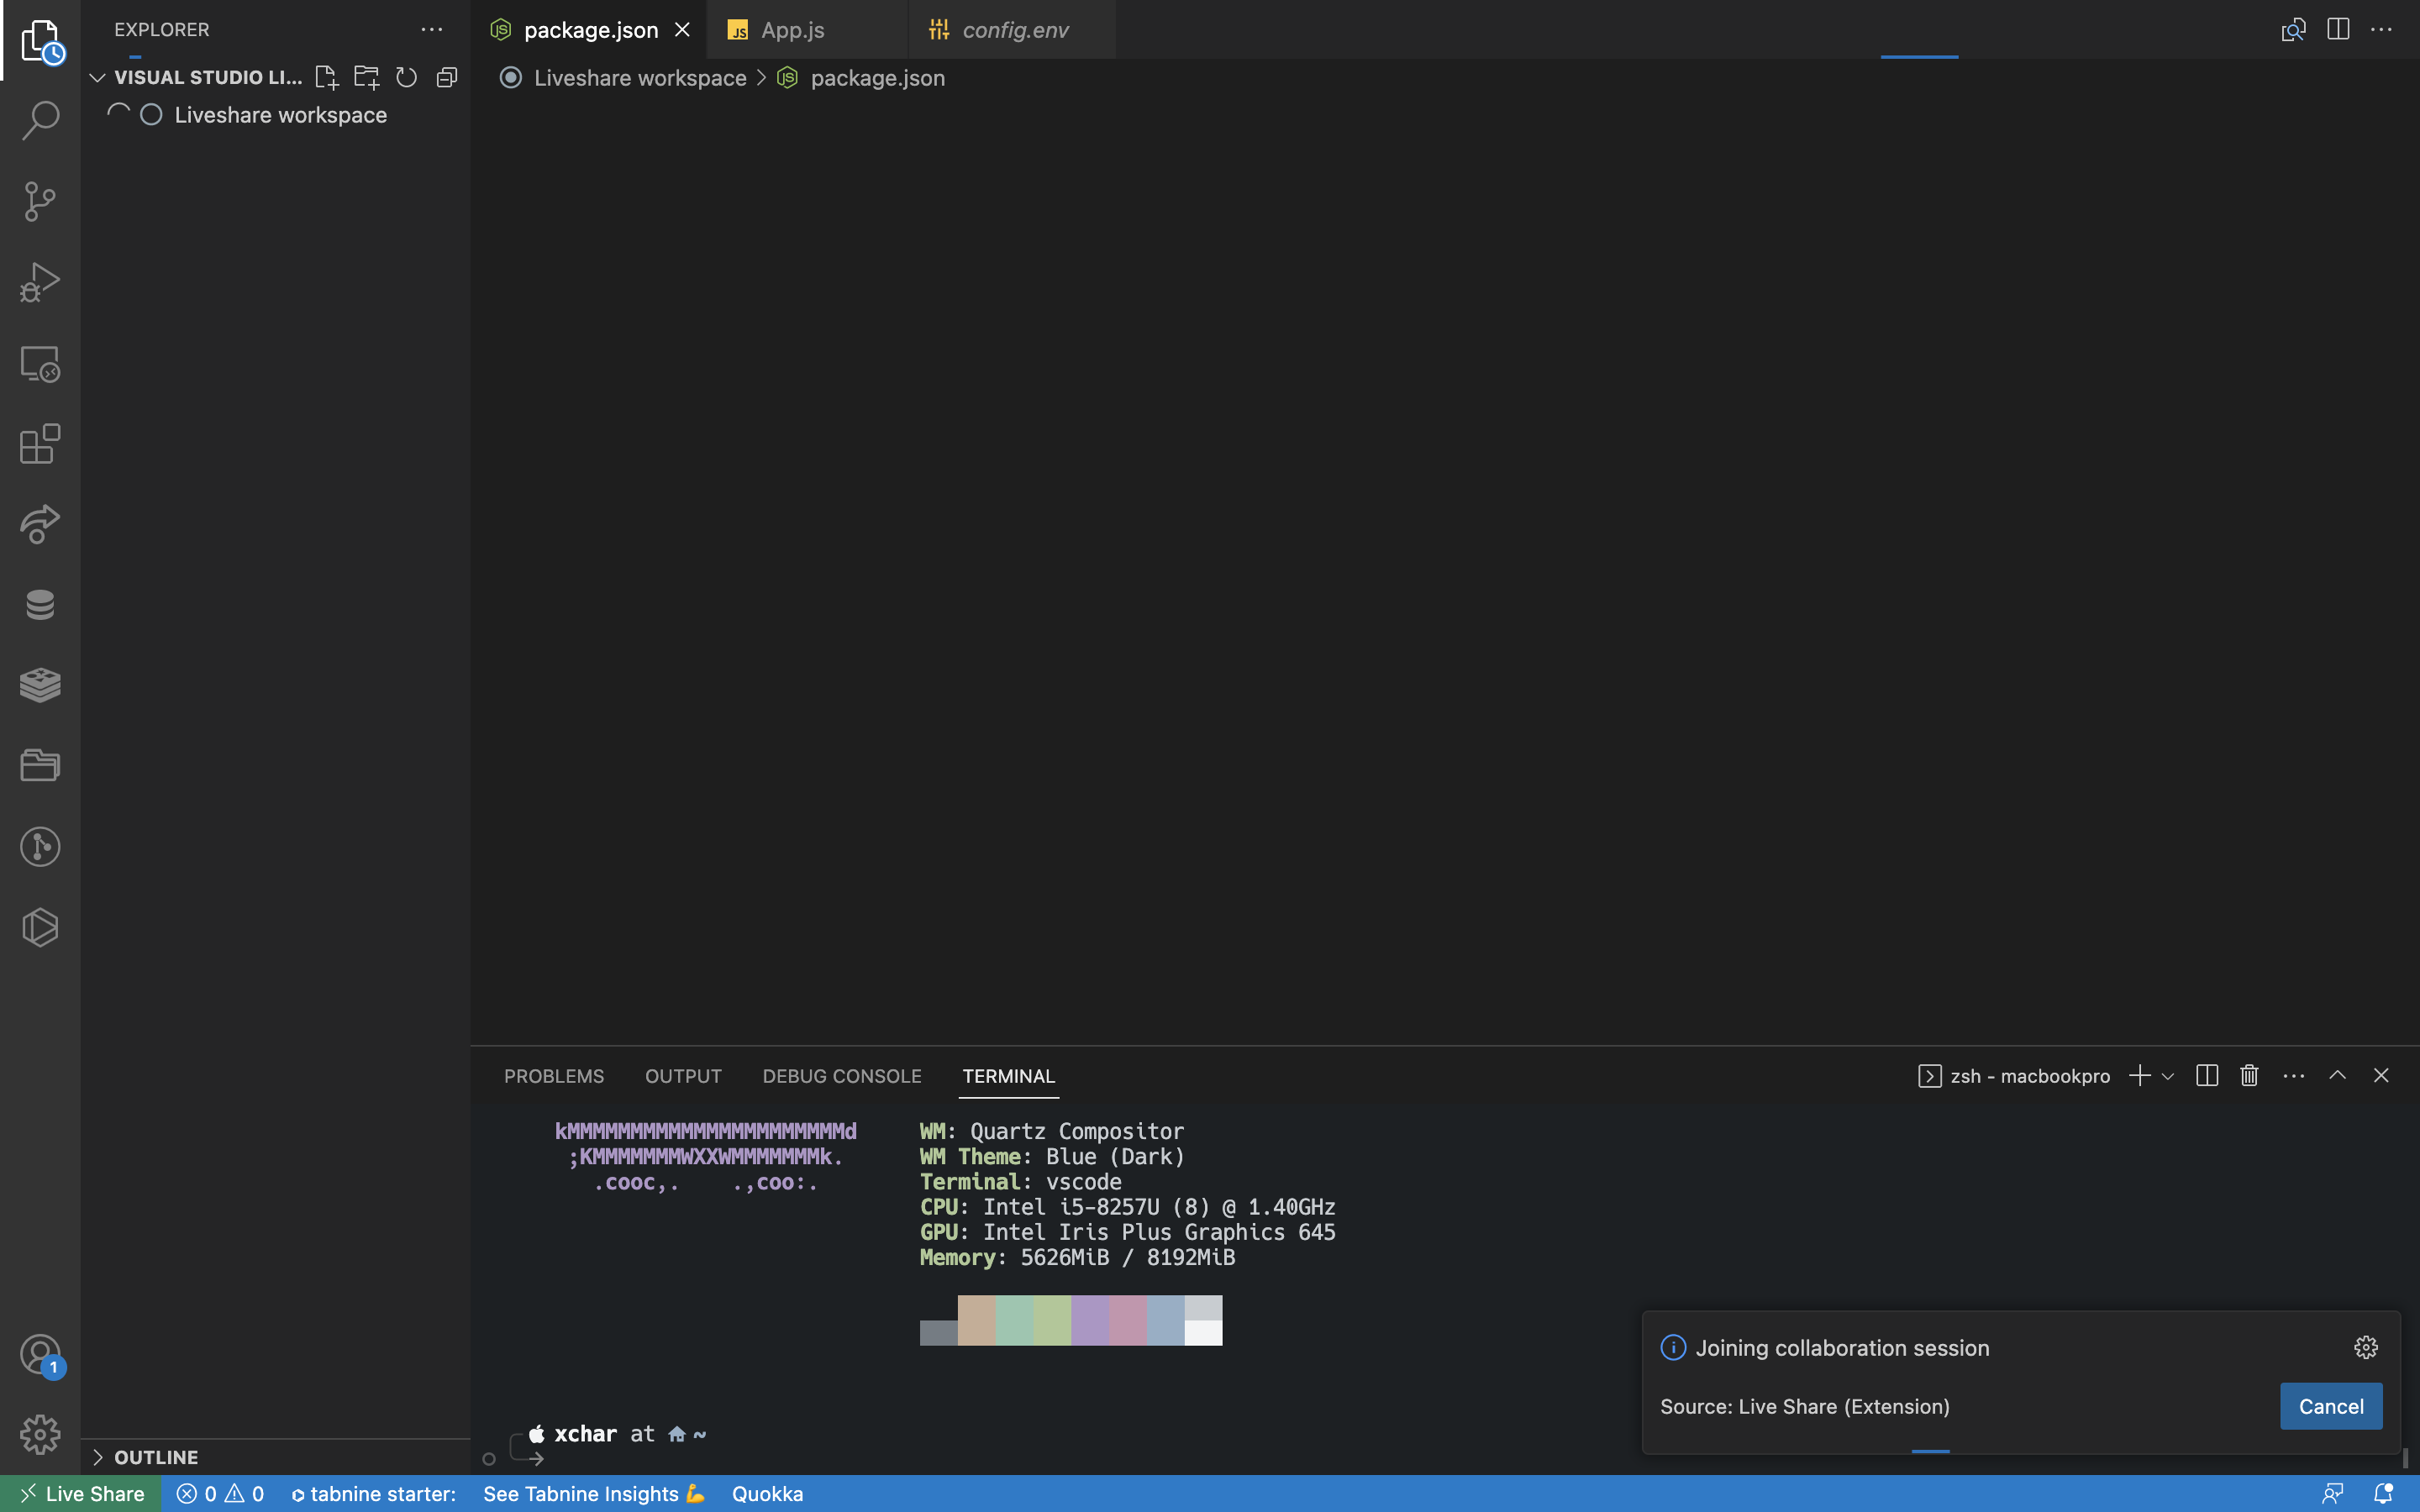 EXPLORER
VISUAL STUDIO LI...
Liveshare workspace
package.json
JS App.js
config.env
Liveshare workspace > package.json
PROBLEMS OUTPUT DEBUG CONSOLE TERMINAL
zsh - macbookpro
kMMMMMMMMMMMMMMMMMMMMMMd WM: Quartz Compositor
;KMMMMMMMWXXWMMMMMMMk. WM Theme: Blue (Dark)
.cooc,. .,coo:. Terminal: vscode
CPU: Intel i5-8257U (8) @ 1.40GHz
GPU: Intel Iris Plus Graphics 645
Memory: 5626MiB / 8192MiB
xchar at ~
Joining collaboration session
Source: Live Share (Extension)
Cancel
1
OUTLINE
Live Share 0 0 tabnine starter: See Tabnine Insights 💪 Quokka